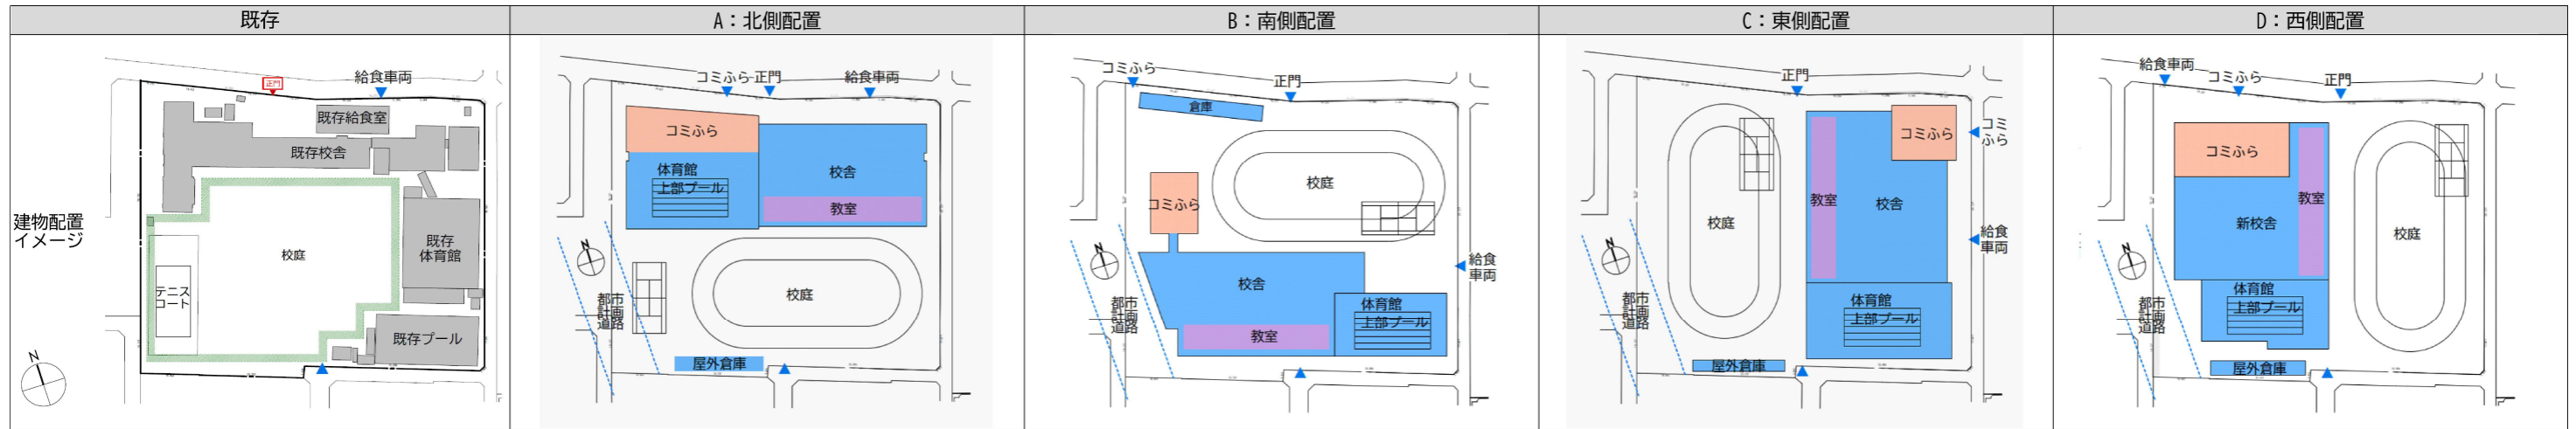 既存
A：北側配置
B：南側配置
C：東側配置
D：西側配置
建物配置
イメージ
正門
給食車両
既存給食室
既存校舎
校庭
既存
体育館
テニス
コート
既存プール
N
コミふら
正門
給食車両
コミふら
体育館
上部プール
校舎
教室
校庭
都市
計画
道路
屋外倉庫
N
コミふら
正門
倉庫
校庭
コミふら
給食
車両
校舎
体育館
上部プール
教室
都市
計画
道路
N
正門
コミふら
コミ
ふら
教室
校舎
校庭
給食
車両
体育館
上部プール
都市
計画
道路
屋外倉庫
N
給食車両
コミふら
正門
コミふら
教室
新校舎
校庭
体育館
上部プール
都市
計画
道路
屋外倉庫
N